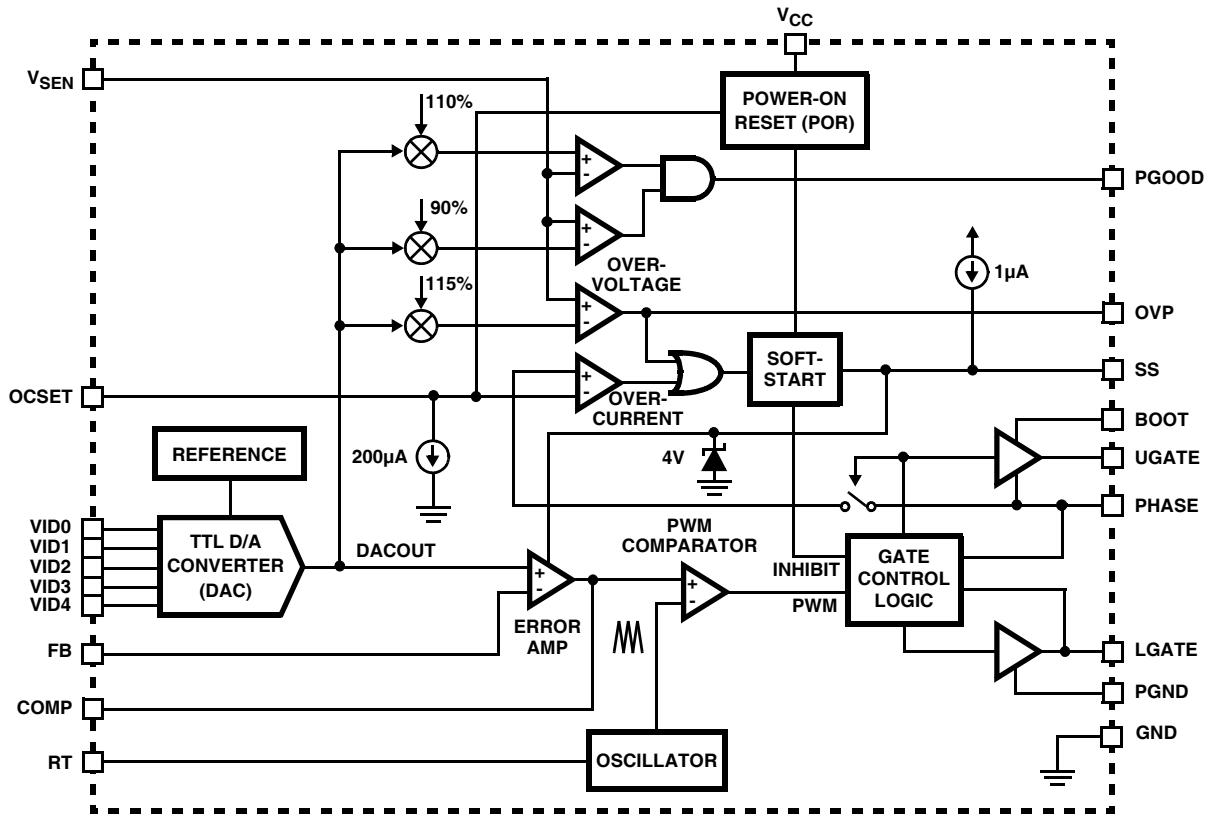 VCC
VSEN
110%
POWER-ON
RESET (POR)
+
-
PGOOD
90%
+
-
OVER-
VOLTAGE
1µA
115%
+
-
OVP
SOFT-
START
SS
+
-
OVER-
CURRENT
OCSET
BOOT
REFERENCE
200µA
4V
UGATE
PHASE
VID0
VID1
VID2
VID3
VID4
TTL D/A
CONVERTER
(DAC)
DACOUT
PWM
COMPARATOR
+
-
+
-
ERROR
AMP
INHIBIT
PWM
GATE
CONTROL
LOGIC
FB
LGATE
COMP
PGND
GND
RT
OSCILLATOR